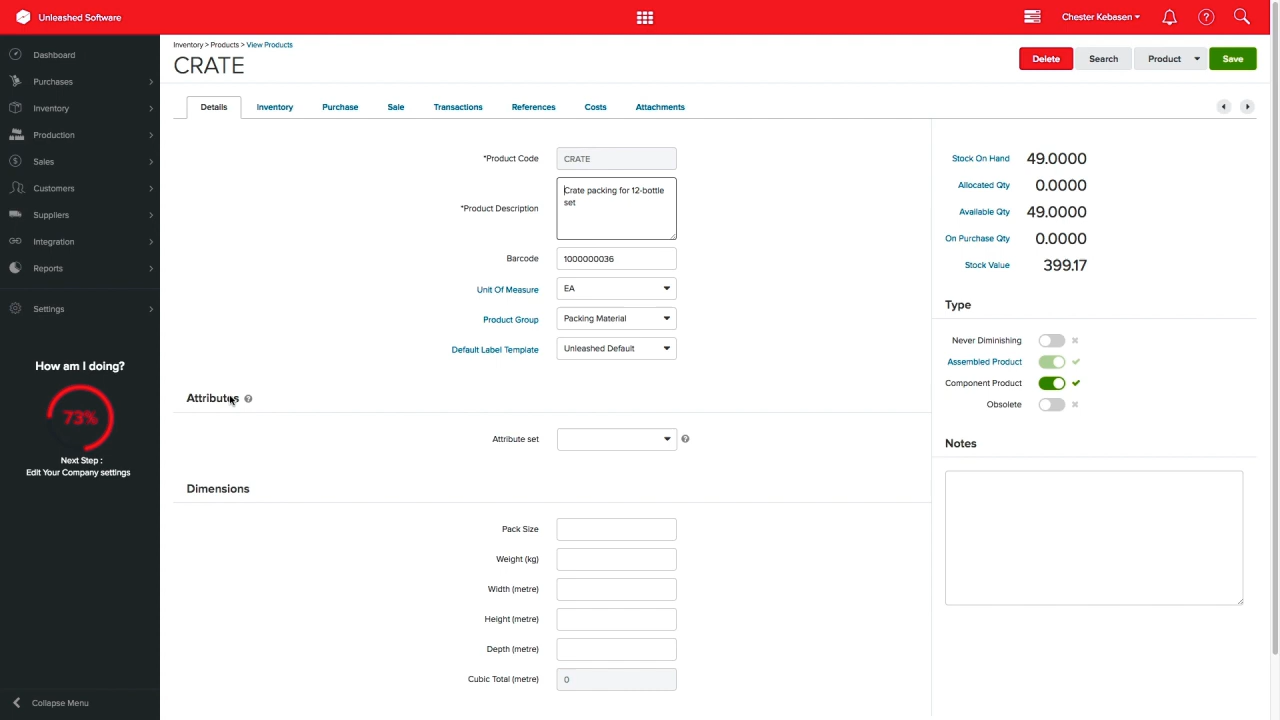 Unleashed Software
Chester Kebasen
Dashboard
Purchases
Inventory
Production
Sales
Customers
Suppliers
Integration
Reports
Settings
How am I doing?
73%
Next Step :
Edit Your Company settings
Collapse Menu
Inventory > Products > View Products
CRATE
Delete
Search
Product
Save
Details
Inventory
Purchase
Sale
Transactions
References
Costs
Attachments
*Product Code
CRATE
*Product Description
Crate packing for 12-bottle
set
Barcode
1000000036
Unit Of Measure
EA
Product Group
Packing Material
Default Label Template
Unleashed Default
Attributes
Attribute set
Dimensions
Pack Size
Weight (kg)
Width (metre)
Height (metre)
Depth (metre)
Cubic Total (metre)
0
Stock On Hand 49.0000
Allocated Qty 0.0000
Available Qty 49.0000
On Purchase Qty 0.0000
Stock Value 399.17
Type
Never Diminishing
Assembled Product
Component Product
Obsolete
Notes